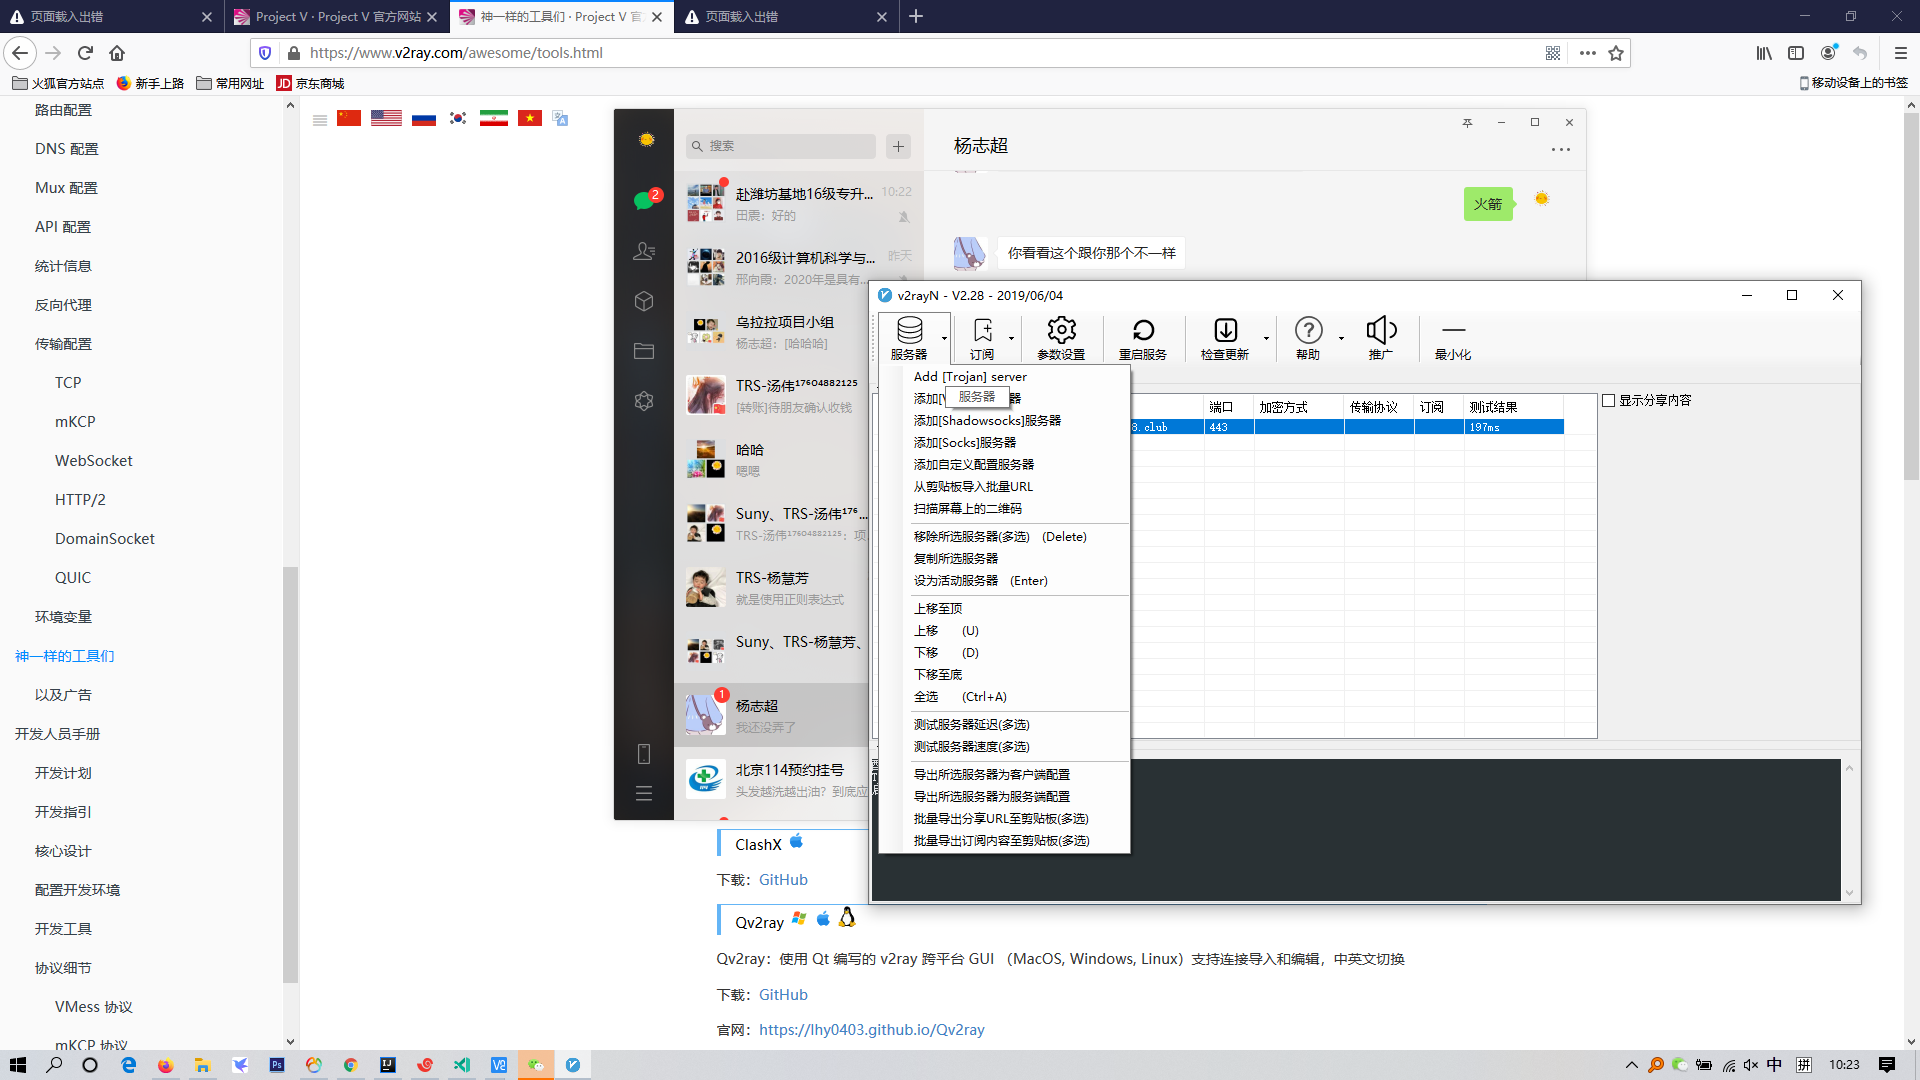 页面载入出错
Project V · Project V 官方网站
神一样的工具们 · Project V 官
页面载入出错
https://www.v2ray.com/awesome/tools.html
火狐官方站点
新手上路
常用网址
JD 京东商城
移动设备上的书签
路由配置
DNS 配置
Mux 配置
API 配置
统计信息
反向代理
传输配置
TCP
mKCP
WebSocket
HTTP/2
DomainSocket
QUIC
环境变量
神一样的工具们
以及广告
开发人员手册
开发计划
开发指引
核心设计
配置开发环境
开发工具
协议细节
VMess 协议
mKCP 协议
2
搜索
赴潍坊基地16级专升... 10:22
田震：好的
2016级计算机科学与... 昨天
邢向霞：2020年是具有...
乌拉拉项目小组
杨志超：[哈哈哈]
TRS-汤伟¹⁷⁶⁰⁴⁸⁸²¹²⁵
[转账]待朋友确认收钱
哈哈
嗯嗯
Suny、TRS-汤伟¹⁷⁶...
TRS-汤伟¹⁷⁶⁰⁴⁸⁸²¹²⁵：项
TRS-杨慧芳
就是使用正则表达式
Suny、TRS-杨慧芳、
1
杨志超
我还没弄了
北京114预约挂号
头发越洗越出油？到底应
杨志超
火箭
你看看这个跟你那个不一样
v2rayN - V2.28 - 2019/06/04
服务器
订阅
参数设置
重启服务
检查更新
帮助
推广
最小化
Add [Trojan] server
添加[V 器
服务器
添加[Shadowsocks]服务器
添加[Socks]服务器
添加自定义配置服务器
从剪贴板导入批量URL
扫描屏幕上的二维码
移除所选服务器(多选) (Delete)
复制所选服务器
设为活动服务器 (Enter)
上移至顶
上移 (U)
下移 (D)
下移至底
全选 (Ctrl+A)
测试服务器延迟(多选)
测试服务器速度(多选)
导出所选服务器为客户端配置
导出所选服务器为服务端配置
批量导出分享URL至剪贴板(多选)
批量导出订阅内容至剪贴板(多选)
端口 加密方式 传输协议 订阅 测试结果
8.club 443 197ms
显示分享内容
ClashX
下载：GitHub
Qv2ray
Qv2ray：使用 Qt 编写的 v2ray 跨平台 GUI （MacOS, Windows, Linux）支持连接导入和编辑，中英文切换
下载：GitHub
官网：https://lhy0403.github.io/Qv2ray
中
拼
10:23